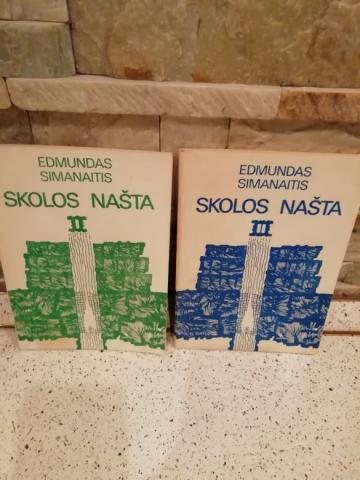 EDMUNDAS
SIMANAITIS
SKOLOS NAŠTA
II
EDMUNDAS
SIMANAITIS
SKOLOS NAŠTA
III